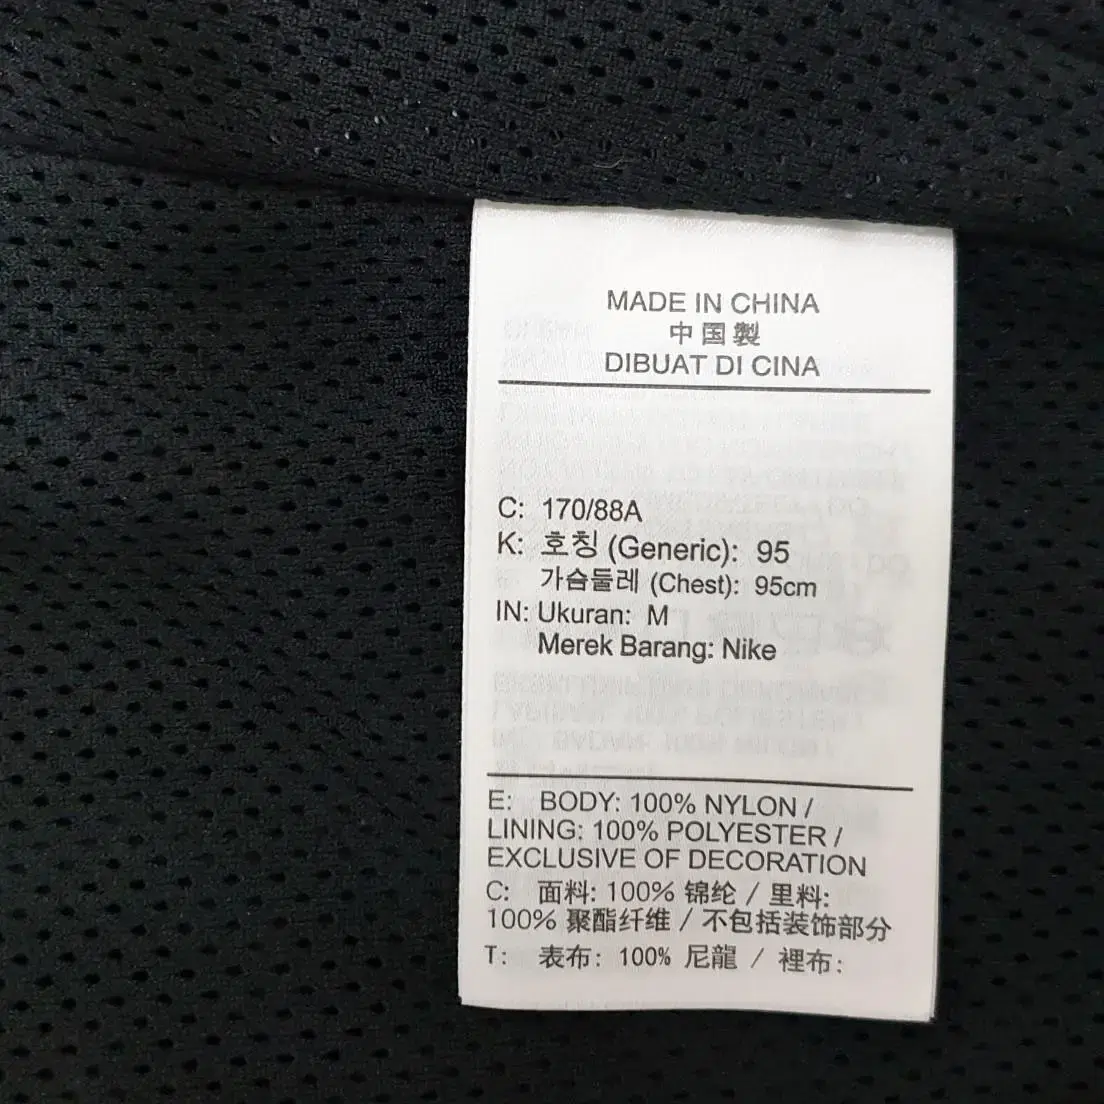 MADE IN CHINA
中国製
DIBUAT DI CINA
C: 170/88A
K: 호칭 (Generic): 95
가슴둘레 (Chest): 95cm
IN: Ukuran: M
Merek Barang: Nike
E: BODY: 100% NYLON /
LINING: 100% POLYESTER /
EXCLUSIVE OF DECORATION
C: 面料: 100% 锦纶 / 里料:
100% 聚酯纤维 / 不包括装饰部分
T: 表布: 100% 尼龍 / 裡布: